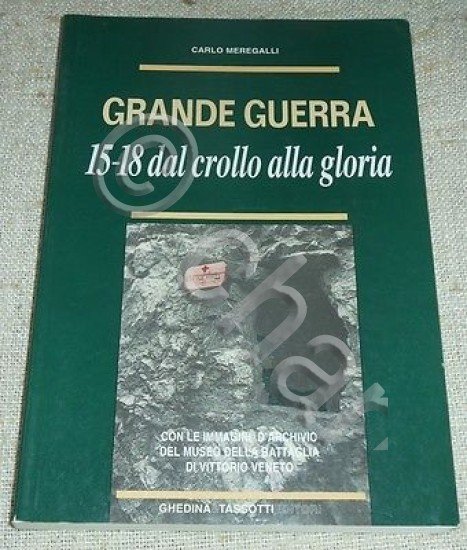 CARLO MEREGALLI
GRANDE GUERRA
15-18 dal crollo alla gloria
CON LE IMMAGINI D'ARCHIVIO
DEL MUSEO DELLA BATTAGLIA
DI VITTORIO VENETO
GHEDINA TASSOTTI EDITORI